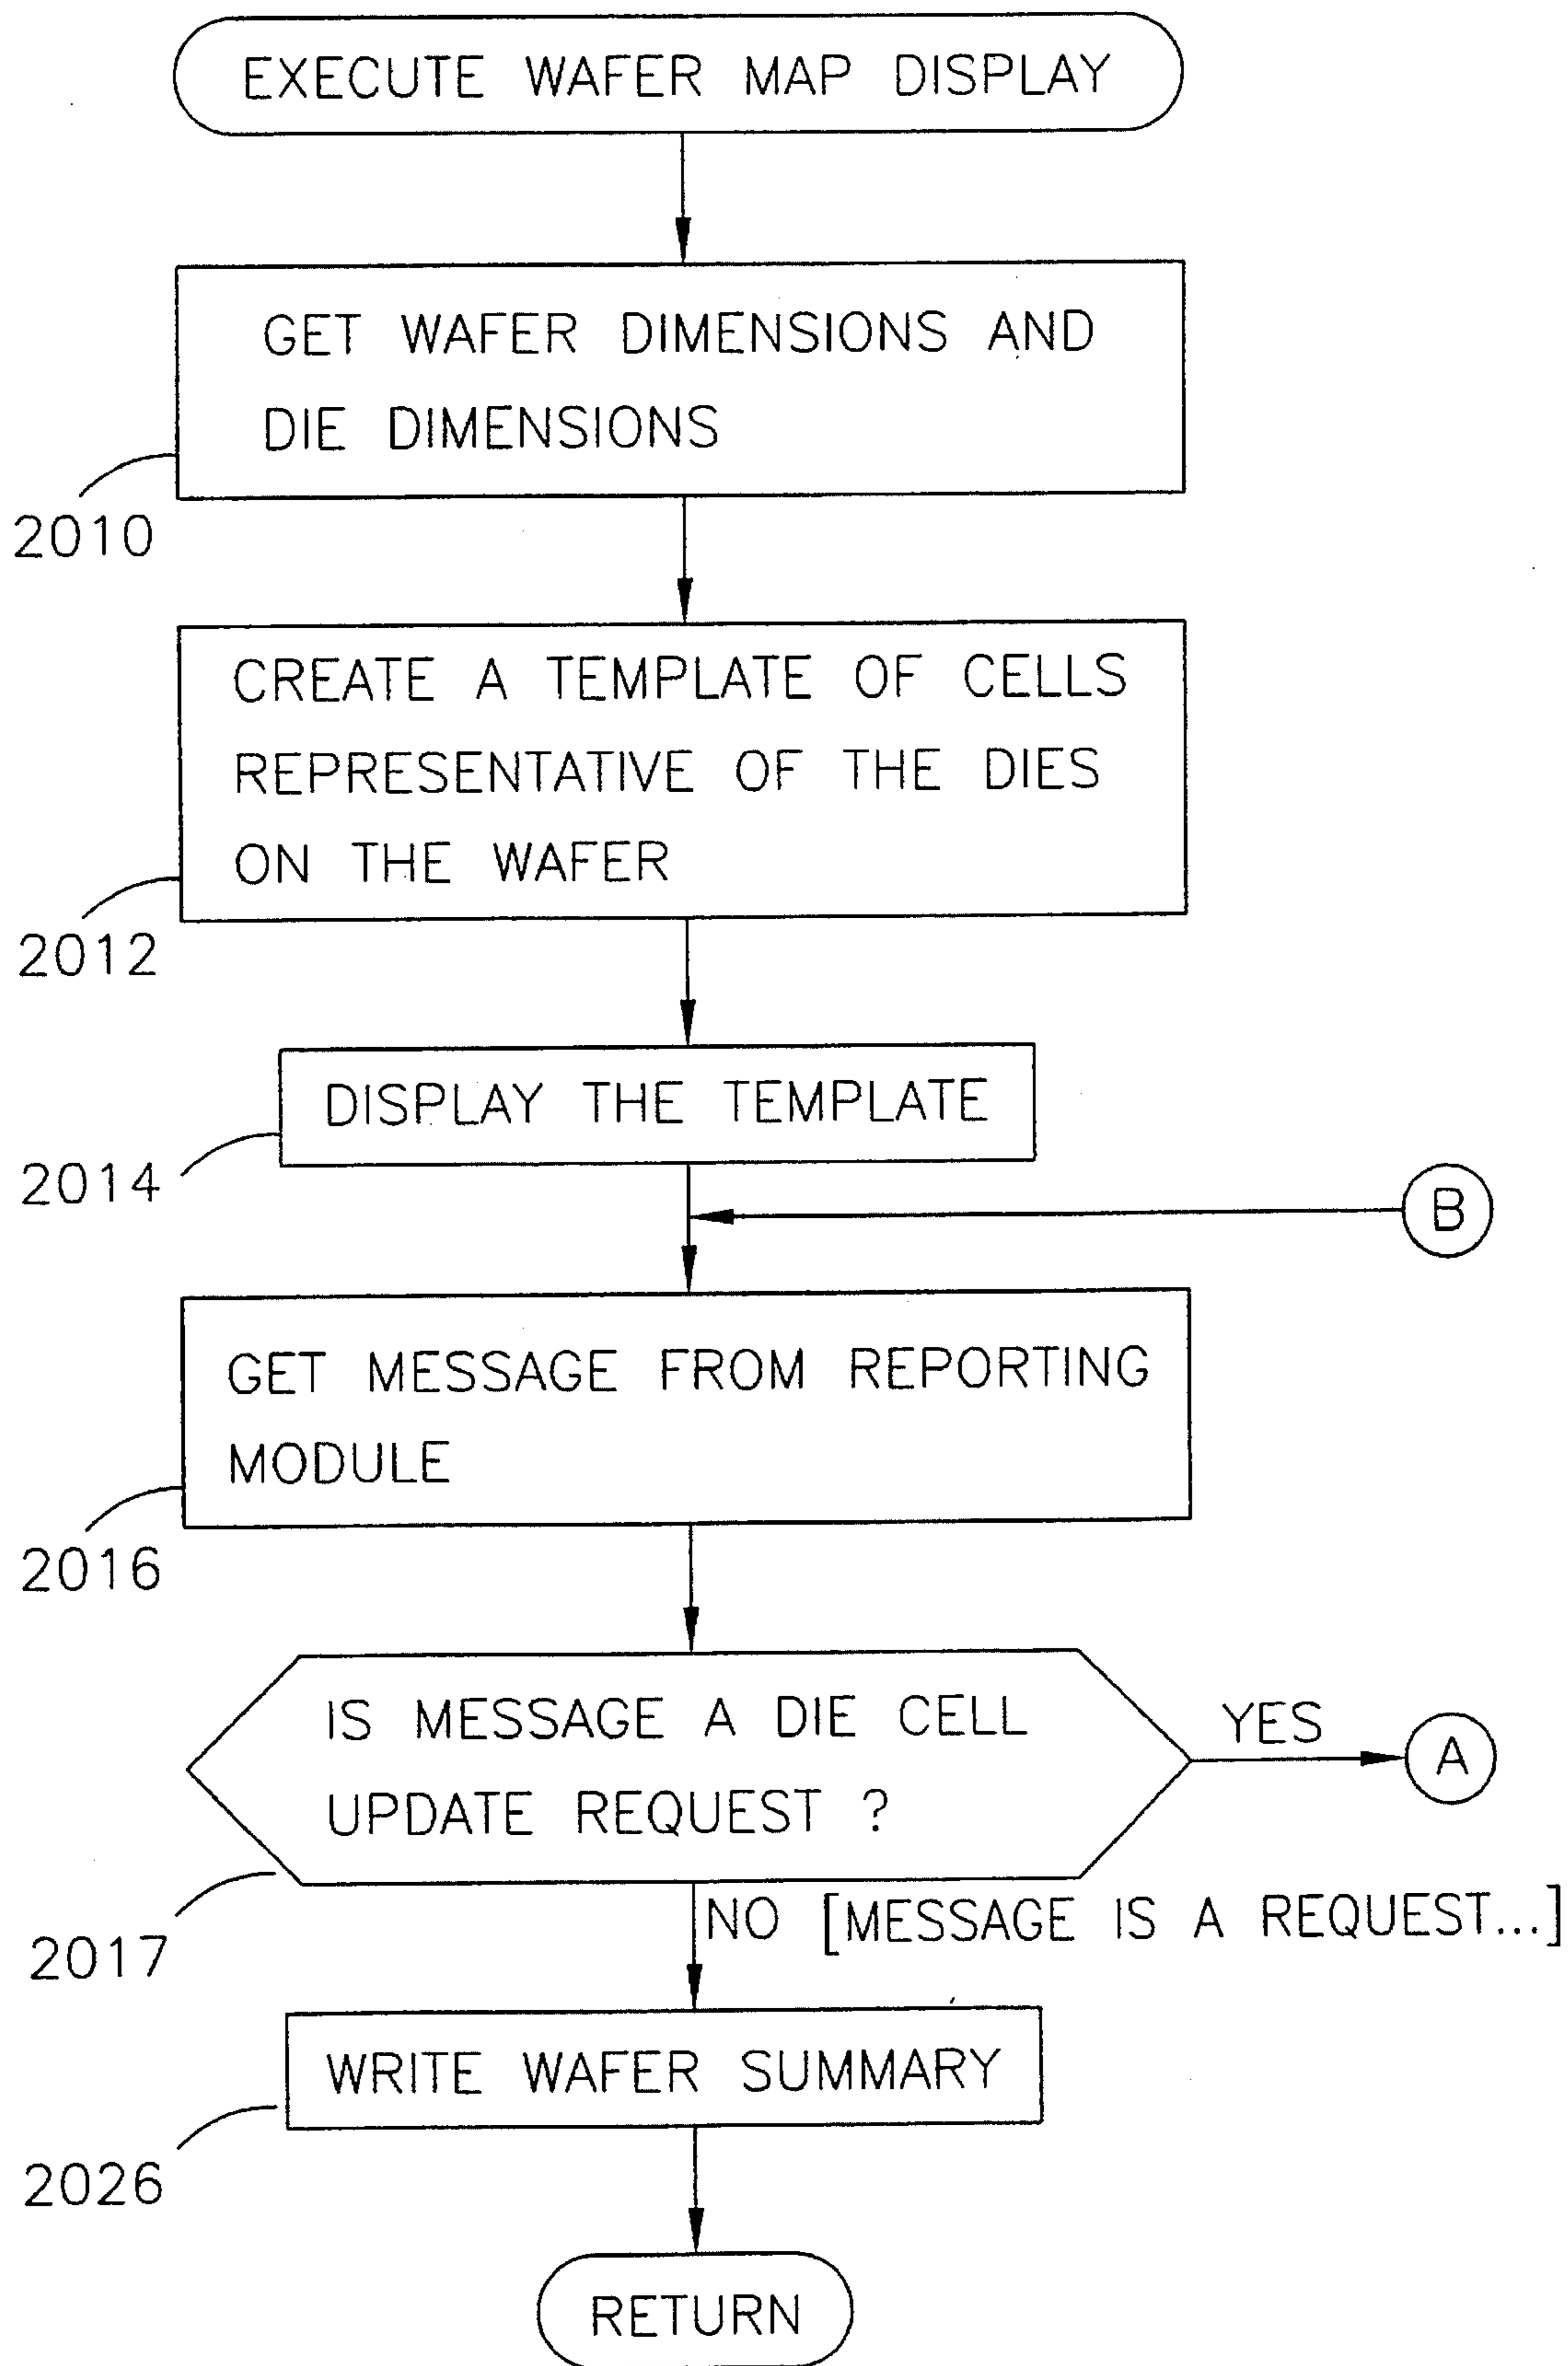 EXECUTE WAFER MAP DISPLAY
GET WAFER DIMENSIONS AND
DIE DIMENSIONS
2010
CREATE A TEMPLATE OF CELLS
REPRESENTATIVE OF THE DIES
ON THE WAFER
2012
DISPLAY THE TEMPLATE
2014
B
GET MESSAGE FROM REPORTING
MODULE
2016
IS MESSAGE A DIE CELL
UPDATE REQUEST ?
YES
A
2017
NO [MESSAGE IS A REQUEST...]
WRITE WAFER SUMMARY
2026
RETURN